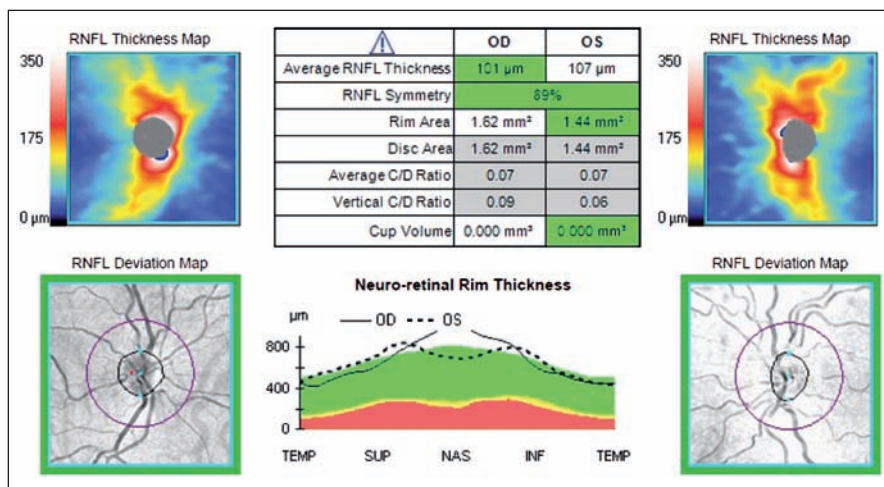 RNFL Thickness Map
350
175
0 µm
OD OS
Average RNFL Thickness 101 µm 107 µm
RNFL Symmetry 89%
Rim Area 1.62 mm² 1.44 mm²
Disc Area 1.62 mm² 1.44 mm²
Average C/D Ratio 0.07 0.07
Vertical C/D Ratio 0.09 0.06
Cup Volume 0.000 mm³ 0.000 mm³
RNFL Thickness Map
350
175
0 µm
RNFL Deviation Map
Neuro-retinal Rim Thickness
µm OD OS
800
400
0
TEMP SUP NAS INF TEMP
RNFL Deviation Map